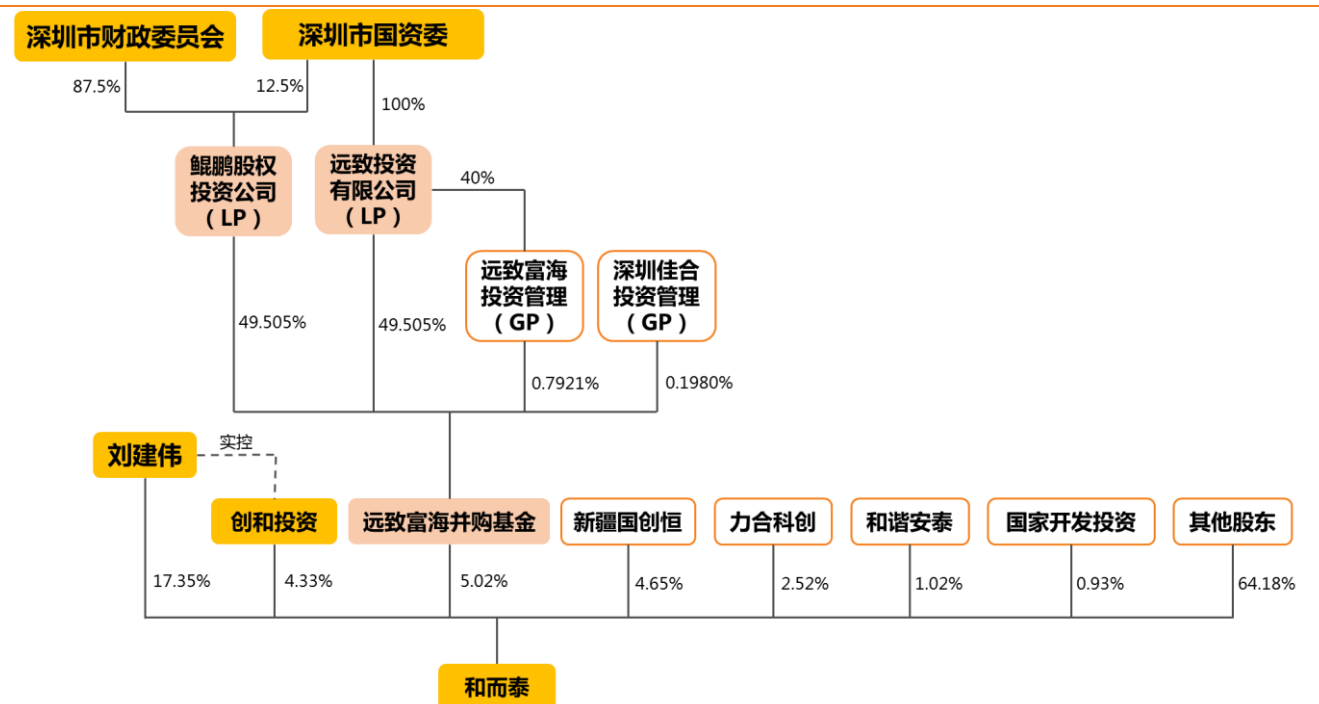 深圳市财政委员会
深圳市国资委
87.5%
12.5%
100%
鲲鹏股权
投资公司
（LP）
远致投资
有限公司
（LP）
40%
远致富海
投资管理
（GP）
深圳佳合
投资管理
（GP）
49.505%
49.505%
0.7921%
0.1980%
刘建伟
实控
创和投资
远致富海并购基金
新疆国创恒
力合科创
和谐安泰
国家开发投资
其他股东
17.35%
4.33%
5.02%
4.65%
2.52%
1.02%
0.93%
64.18%
和而泰